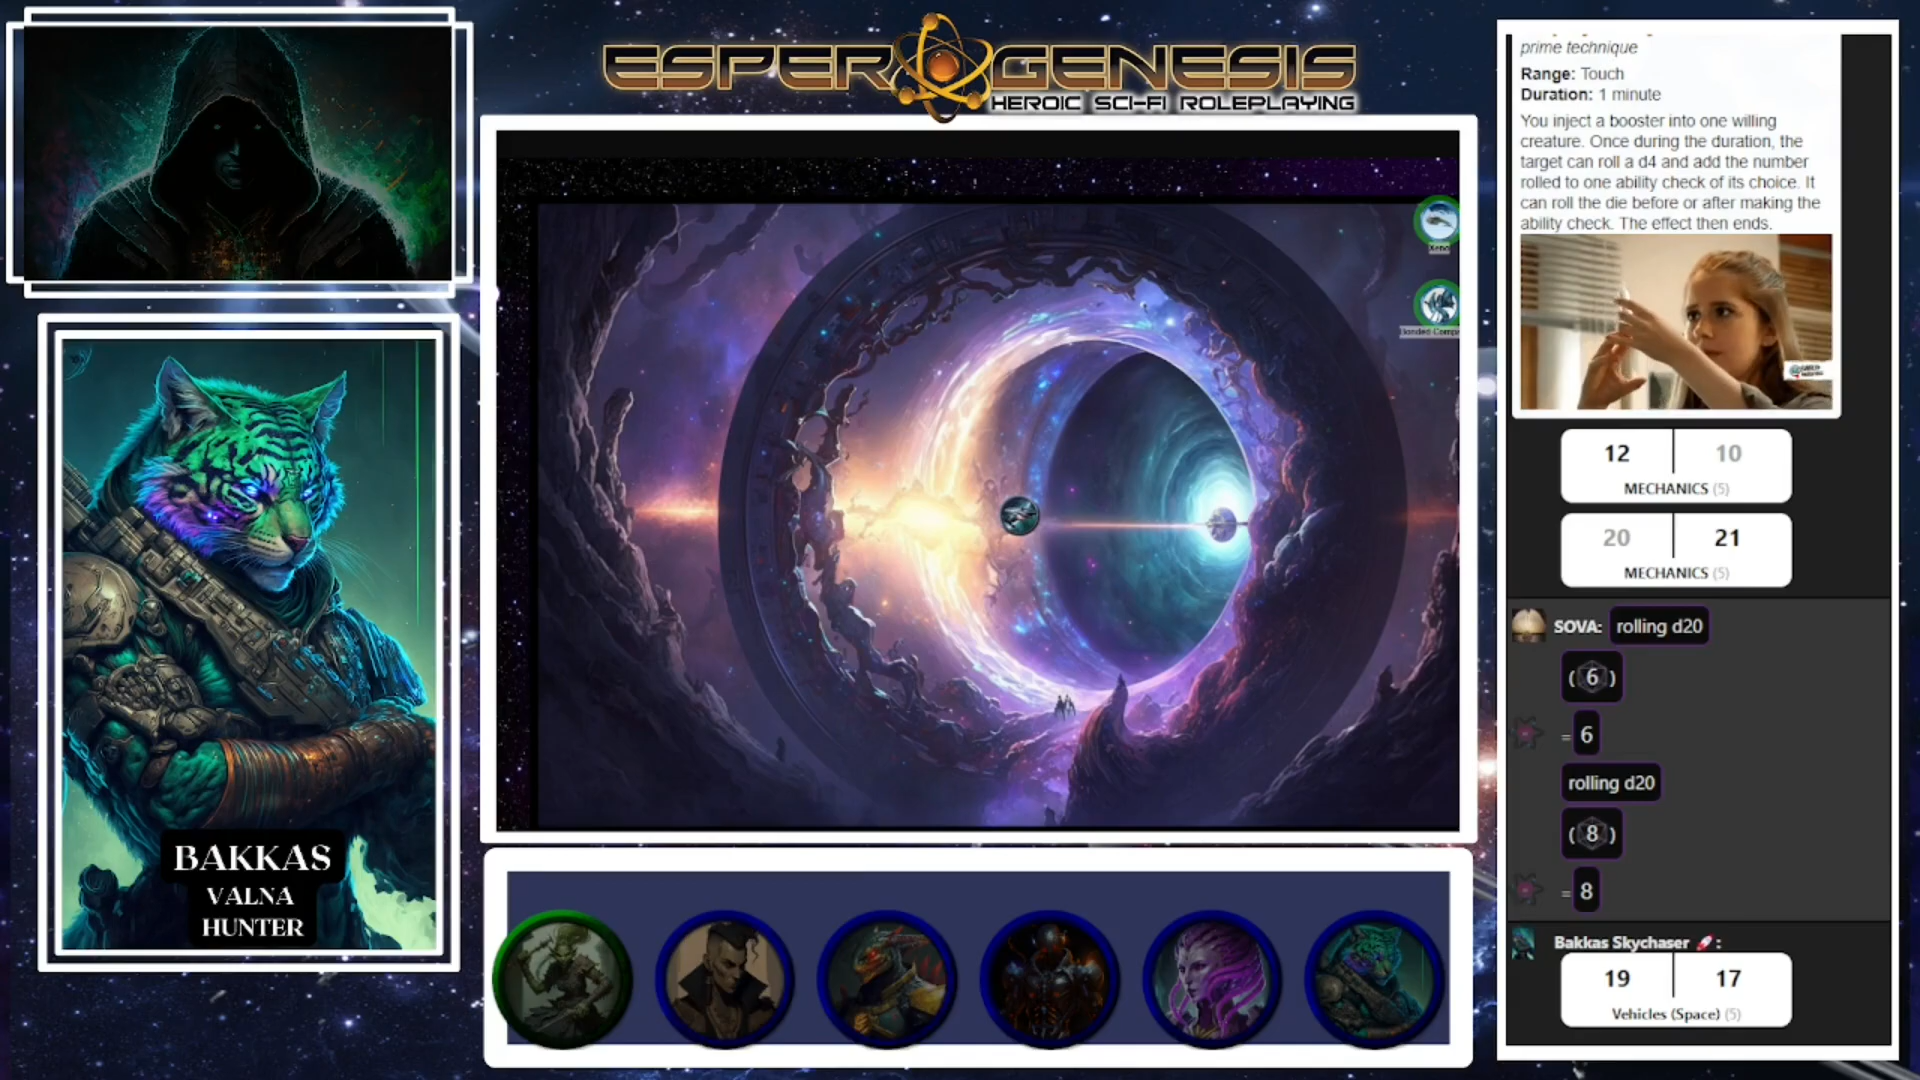 ESPER GENESIS
HEROIC SCI-FI ROLEPLAYING
BAKKAS
VALNA
HUNTER
Xeno
Bonded Comp
prime technique
Range: Touch
Duration: 1 minute
You inject a booster into one willing
creature. Once during the duration, the
target can roll a d4 and add the number
rolled to one ability check of its choice. It
can roll the die before or after making the
ability check. The effect then ends.
12 10
MECHANICS (5)
20 21
MECHANICS (5)
SOVA: rolling d20
(6)
= 6
rolling d20
(8)
= 8
Bakkas Skychaser 🚀:
19 17
Vehicles (Space) (5)